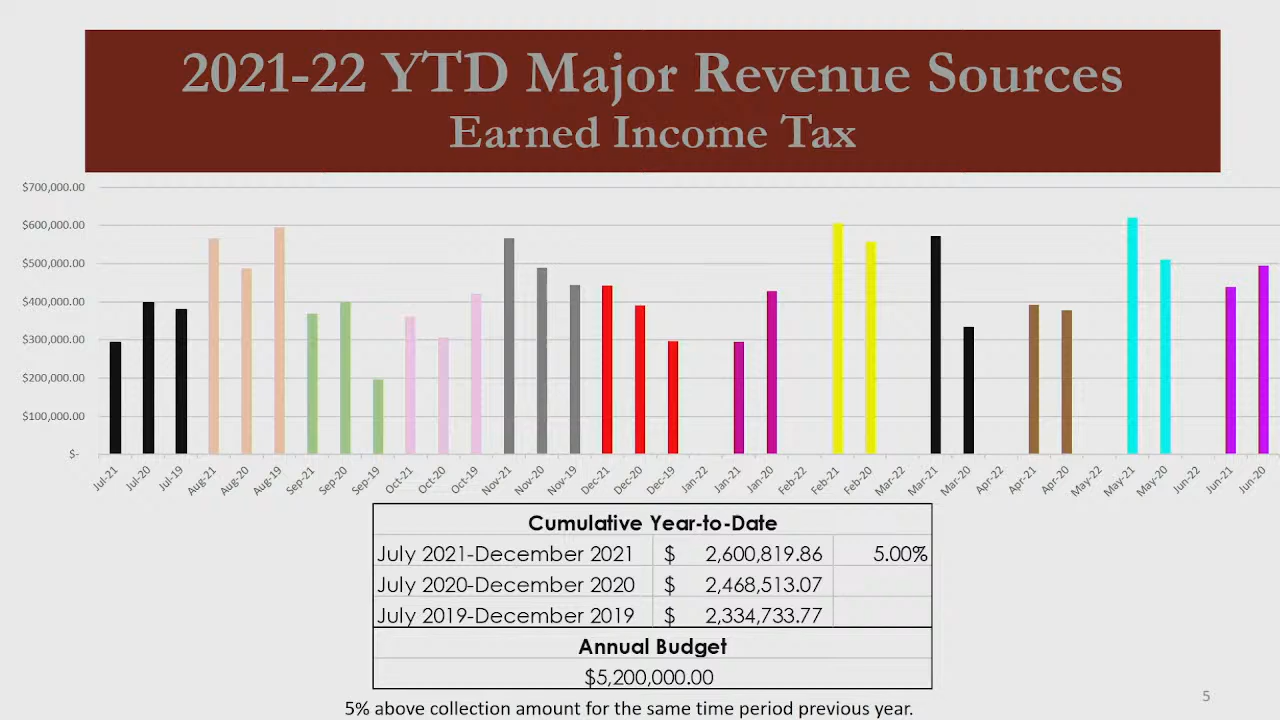 2021-22 YTD Major Revenue Sources
Earned Income Tax
$700,000.00
$600,000.00
$500,000.00
$400,000.00
$300,000.00
$200,000.00
$100,000.00
$-
Jul-21 Jul-20 Jul-19 Aug-21 Aug-20 Aug-19 Sep-21 Sep-20 Sep-19 Oct-21 Oct-20 Oct-19 Nov-21 Nov-20 Nov-19 Dec-21 Dec-20 Dec-19 Jan-22 Jan-21 Jan-20 Feb-22 Feb-21 Feb-20 Mar-22 Mar-21 Mar-20 Apr-22 Apr-21 Apr-20 May-22 May-21 May-20 Jun-22 Jun-21 Jun-20
Cumulative Year-to-Date
July 2021-December 2021 $ 2,600,819.86 5.00%
July 2020-December 2020 $ 2,468,513.07
July 2019-December 2019 $ 2,334,733.77
Annual Budget
$5,200,000.00
5% above collection amount for the same time period previous year.
5